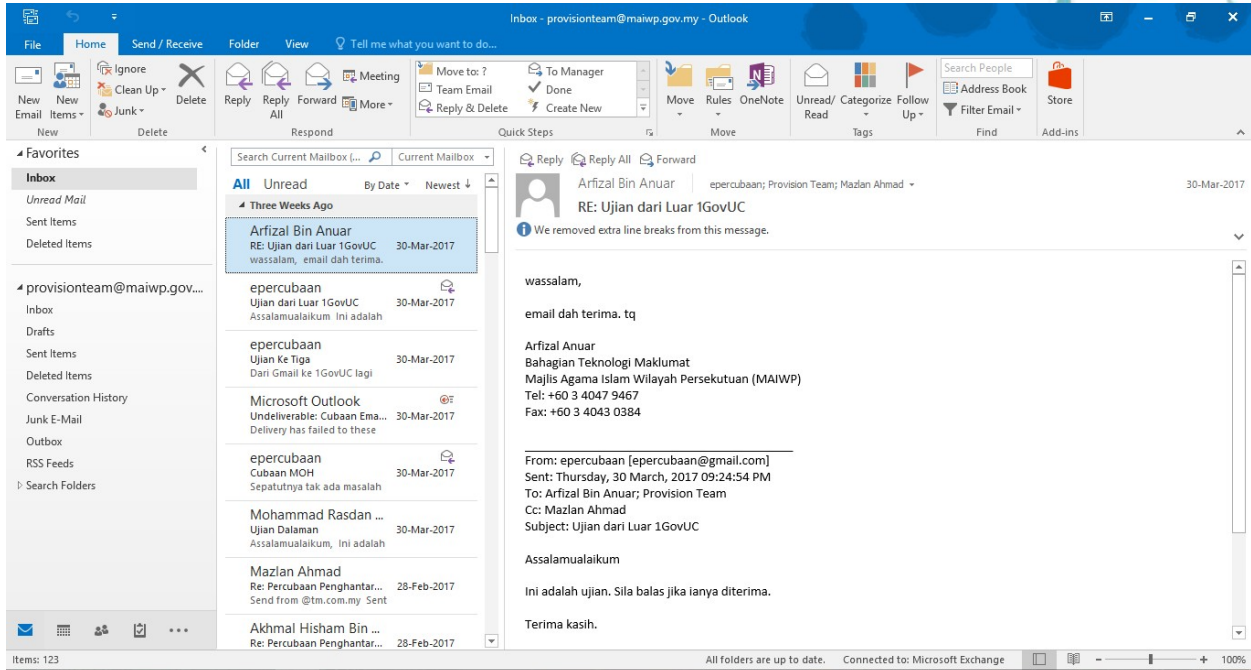 Inbox - provisionteam@maiwp.gov.my - Outlook
File Home Send / Receive Folder View Tell me what you want to do...
New Email
New Items
Ignore
Clean Up
Junk
Delete
Reply
Reply All
Forward
Meeting
More
Move to: ?
Team Email
Reply & Delete
To Manager
Done
Create New
Move
Rules
OneNote
Unread/ Read
Categorize
Follow Up
Search People
Address Book
Filter Email
Store
New Delete Respond Quick Steps Move Tags Find Add-ins
Favorites
Inbox
Unread Mail
Sent Items
Deleted Items
provisionteam@maiwp.gov....
Inbox
Drafts
Sent Items
Deleted Items
Conversation History
Junk E-Mail
Outbox
RSS Feeds
Search Folders
Search Current Mailbox (... Current Mailbox
All Unread By Date Newest ↓
Three Weeks Ago
Arfizal Bin Anuar
RE: Ujian dari Luar 1GovUC 30-Mar-2017
wassalam, email dah terima.
epercubaan
Ujian dari Luar 1GovUC 30-Mar-2017
Assalamualaikum Ini adalah
epercubaan
Ujian Ke Tiga 30-Mar-2017
Dari Gmail ke 1GovUC lagi
Microsoft Outlook
Undeliverable: Cubaan Ema... 30-Mar-2017
Delivery has failed to these
epercubaan
Cubaan MOH 30-Mar-2017
Sepatutnya tak ada masalah
Mohammad Rasdan ...
Ujian Dalaman 30-Mar-2017
Assalamualaikum, Ini adalah
Mazlan Ahmad
Re: Percubaan Penghantar... 28-Feb-2017
Send from @tm.com.my Sent
Akhmal Hisham Bin ...
Re: Percubaan Penghantar... 28-Feb-2017
Reply Reply All Forward
Arfizal Bin Anuar epercubaan; Provision Team; Mazlan Ahmad 30-Mar-2017
RE: Ujian dari Luar 1GovUC
We removed extra line breaks from this message.
wassalam,
email dah terima. tq
Arfizal Anuar
Bahagian Teknologi Maklumat
Majlis Agama Islam Wilayah Persekutuan (MAIWP)
Tel: +60 3 4047 9467
Fax: +60 3 4043 0384
From: epercubaan [epercubaan@gmail.com]
Sent: Thursday, 30 March, 2017 09:24:54 PM
To: Arfizal Bin Anuar; Provision Team
Cc: Mazlan Ahmad
Subject: Ujian dari Luar 1GovUC
Assalamualaikum
Ini adalah ujian. Sila balas jika ianya diterima.
Terima kasih.
Items: 123 All folders are up to date. Connected to: Microsoft Exchange 100%